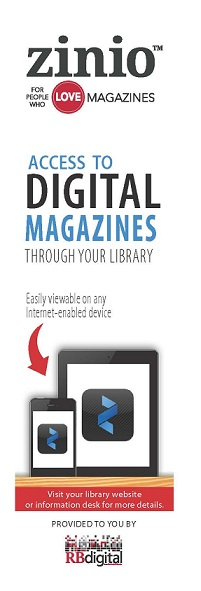 zinio™
FOR
PEOPLE
WHO
LOVE
MAGAZINES
ACCESS TO
DIGITAL
MAGAZINES
THROUGH YOUR LIBRARY
Easily viewable on any
Internet-enabled device
Visit your library website
or information desk for more details.
PROVIDED TO YOU BY
RBdigital